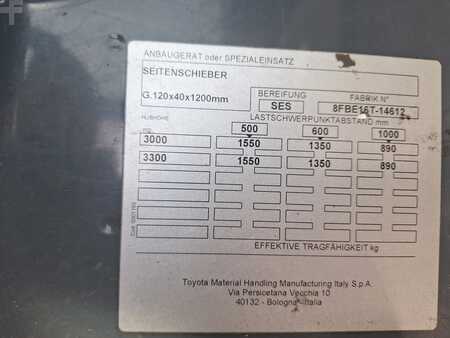 ANBAUGERÄT oder SPEZIALEINSATZ
SEITENSCHIEBER
G.120x40x1200mm
BEREIFUNG
SES
FABRIK N°
8FBE16T-14612
HUBHÖHE
LASTSCHWERPUNKTABSTAND mm
500 600 1000
3000 1550 1350 890
3300 1550 1350 890
EFFEKTIVE TRAGFÄHIGKEIT kg
Toyota Material Handling Manufacturing Italy S.p.A.
Via Persicetana Vecchia 10
40132 - Bologna - Italia